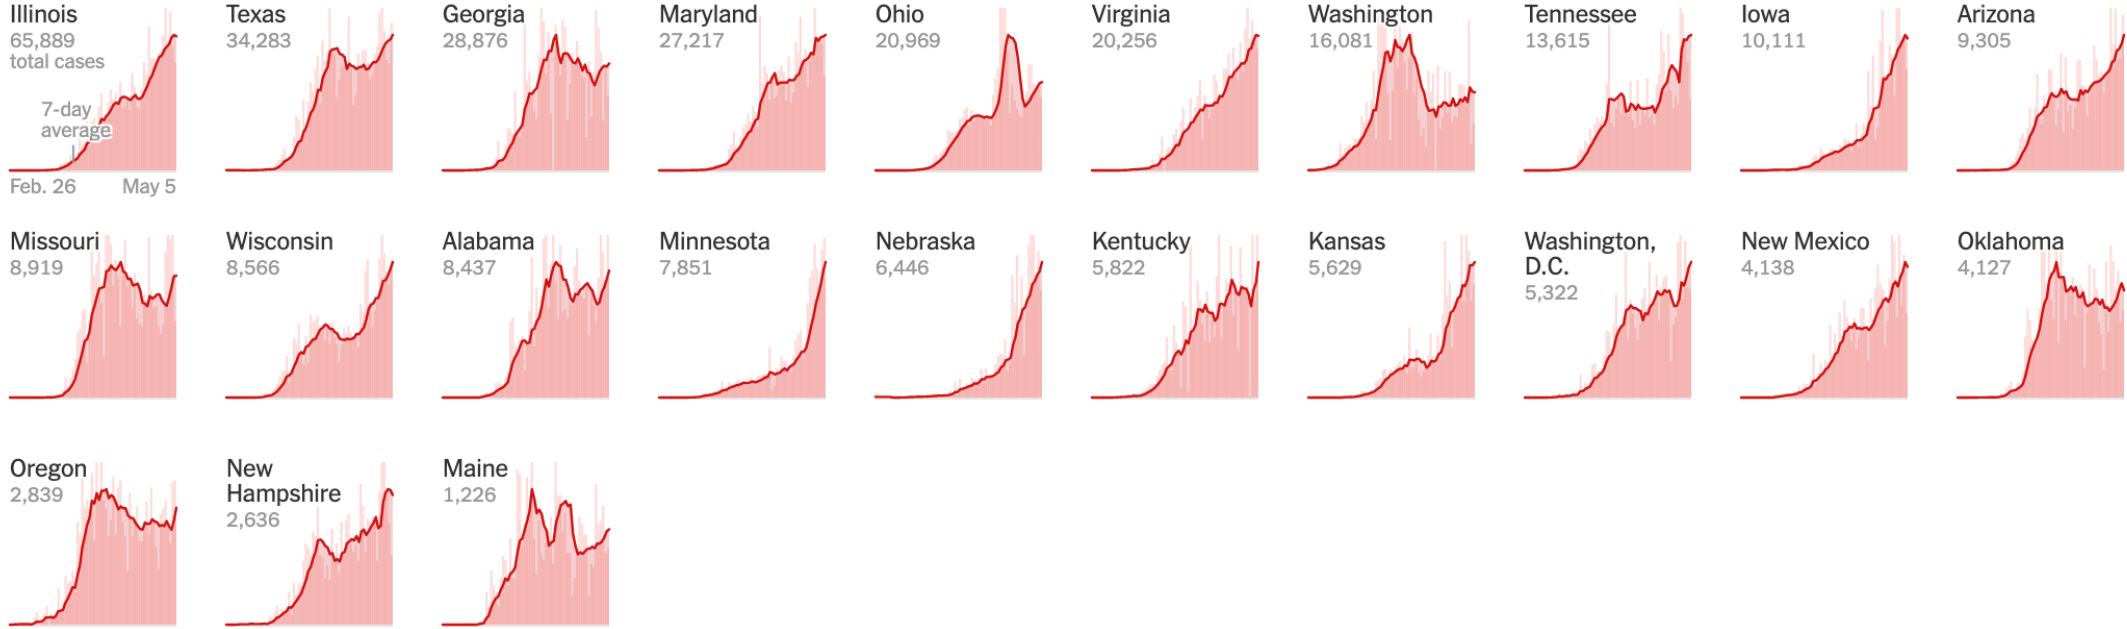 Illinois
65,889
total cases
7-day
average
Feb. 26 May 5
Texas
34,283
Georgia
28,876
Maryland
27,217
Ohio
20,969
Virginia
20,256
Washington
16,081
Tennessee
13,615
Iowa
10,111
Arizona
9,305
Missouri
8,919
Wisconsin
8,566
Alabama
8,437
Minnesota
7,851
Nebraska
6,446
Kentucky
5,822
Kansas
5,629
Washington,
D.C.
5,322
New Mexico
4,138
Oklahoma
4,127
Oregon
2,839
New
Hampshire
2,636
Maine
1,226